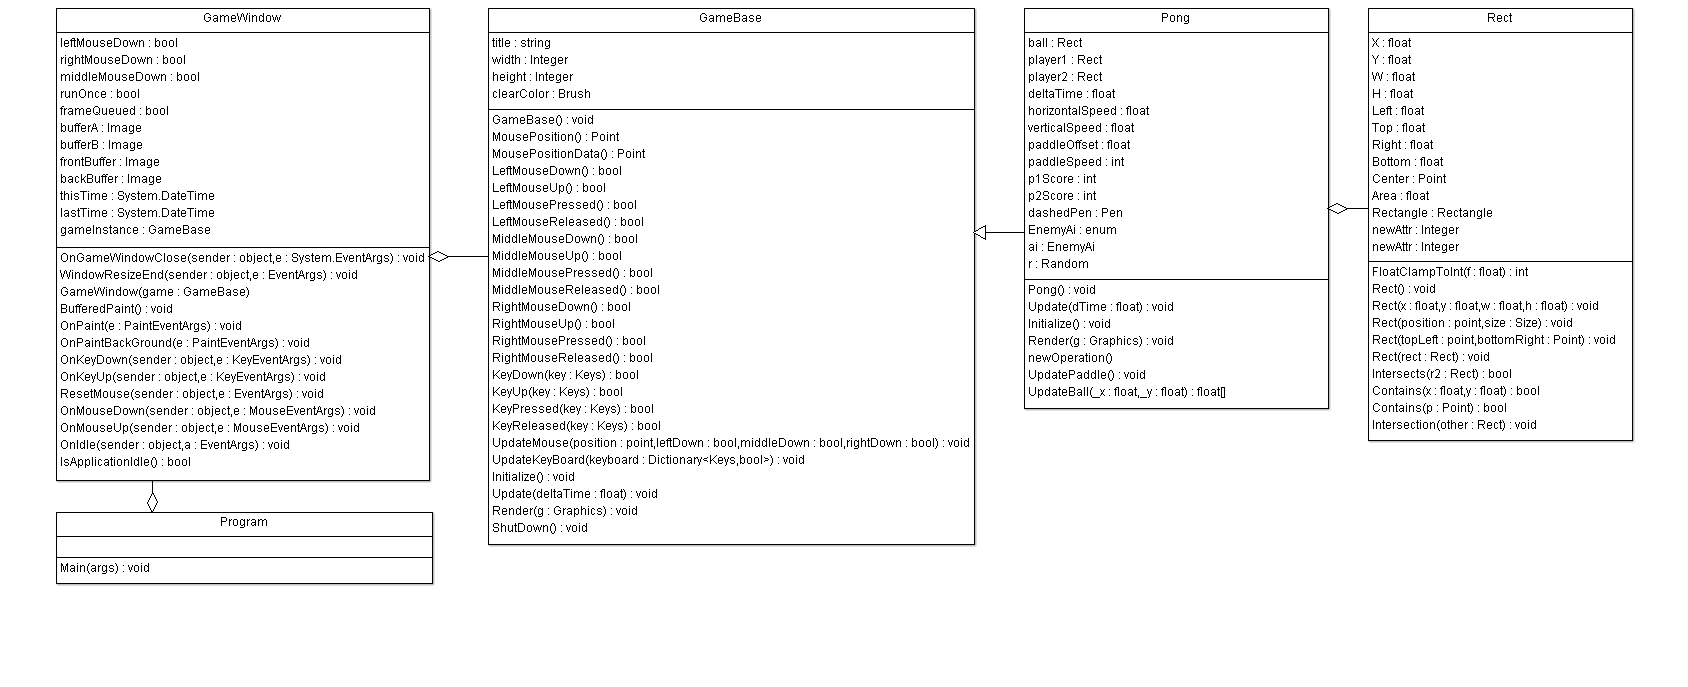 GameWindow
leftMouseDown : bool
rightMouseDown : bool
middleMouseDown : bool
runOnce : bool
frameQueued : bool
bufferA : Image
bufferB : Image
frontBuffer : Image
backBuffer : Image
thisTime : System.DateTime
lastTime : System.DateTime
gameInstance : GameBase
OnGameWindowClose(sender : object,e : System.EventArgs) : void
WindowResizeEnd(sender : object,e : EventArgs) : void
GameWindow(game : GameBase)
BufferedPaint() : void
OnPaint(e : PaintEventArgs) : void
OnPaintBackGround(e : PaintEventArgs) : void
OnKeyDown(sender : object,e : KeyEventArgs) : void
OnKeyUp(sender : object,e : KeyEventArgs) : void
ResetMouse(sender : object,e : EventArgs) : void
OnMouseDown(sender : object,e : MouseEventArgs) : void
OnMouseUp(sender : object,e : MouseEventArgs) : void
OnIdle(sender : object,a : EventArgs) : void
IsApplicationIdle() : bool
Program
Main(args) : void
GameBase
title : string
width : Integer
height : Integer
clearColor : Brush
GameBase() : void
MousePosition() : Point
MousePositionData() : Point
LeftMouseDown() : bool
LeftMouseUp() : bool
LeftMousePressed() : bool
LeftMouseReleased() : bool
MiddleMouseDown() : bool
MiddleMouseUp() : bool
MiddleMousePressed() : bool
MiddleMouseReleased() : bool
RightMouseDown() : bool
RightMouseUp() : bool
RightMousePressed() : bool
RightMouseReleased() : bool
KeyDown(key : Keys) : bool
KeyUp(key : Keys) : bool
KeyPressed(key : Keys) : bool
KeyReleased(key : Keys) : bool
UpdateMouse(position : point,leftDown : bool,middleDown : bool,rightDown : bool) : void
UpdateKeyBoard(keyboard : Dictionary<Keys,bool>) : void
Initialize() : void
Update(deltaTime : float) : void
Render(g : Graphics) : void
ShutDown() : void
Pong
ball : Rect
player1 : Rect
player2 : Rect
deltaTime : float
horizontalSpeed : float
verticalSpeed : float
paddleOffset : float
paddleSpeed : int
p1Score : int
p2Score : int
dashedPen : Pen
EnemyAi : enum
ai : EnemyAi
r : Random
Pong() : void
Update(dTime : float) : void
Initialize() : void
Render(g : Graphics) : void
newOperation()
UpdatePaddle() : void
UpdateBall(_x : float,_y : float) : float[]
Rect
X : float
Y : float
W : float
H : float
Left : float
Top : float
Right : float
Bottom : float
Center : Point
Area : float
Rectangle : Rectangle
newAttr : Integer
newAttr : Integer
FloatClampToInt(f : float) : int
Rect() : void
Rect(x : float,y : float,w : float,h : float) : void
Rect(position : point,size : Size) : void
Rect(topLeft : point,bottomRight : Point) : void
Rect(rect : Rect) : void
Intersects(r2 : Rect) : bool
Contains(x : float,y : float) : bool
Contains(p : Point) : bool
Intersection(other : Rect) : void